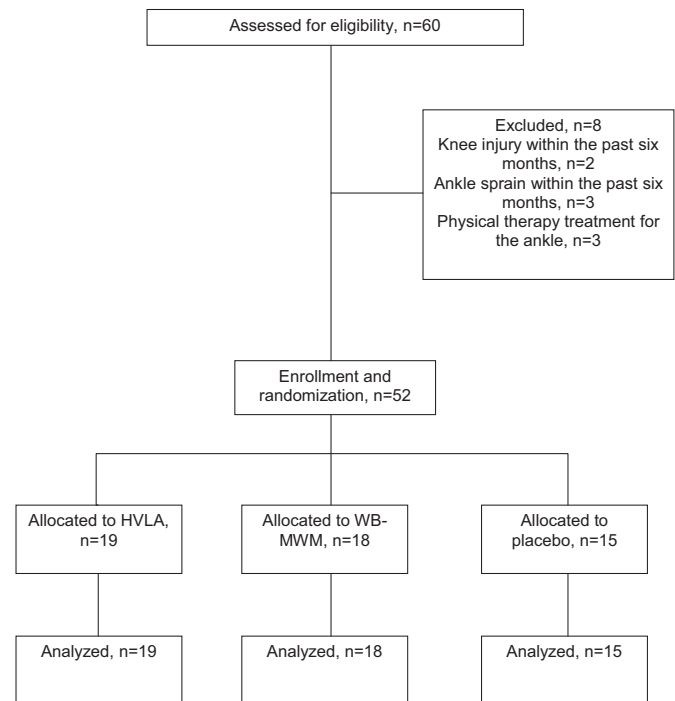 Assessed for eligibility, n=60
Excluded, n=8
Knee injury within the past six
months, n=2
Ankle sprain within the past six
months, n=3
Physical therapy treatment for
the ankle, n=3
Enrollment and
randomization, n=52
Allocated to HVLA,
n=19
Allocated to WB-
MWM, n=18
Allocated to
placebo, n=15
Analyzed, n=19
Analyzed, n=18
Analyzed, n=15